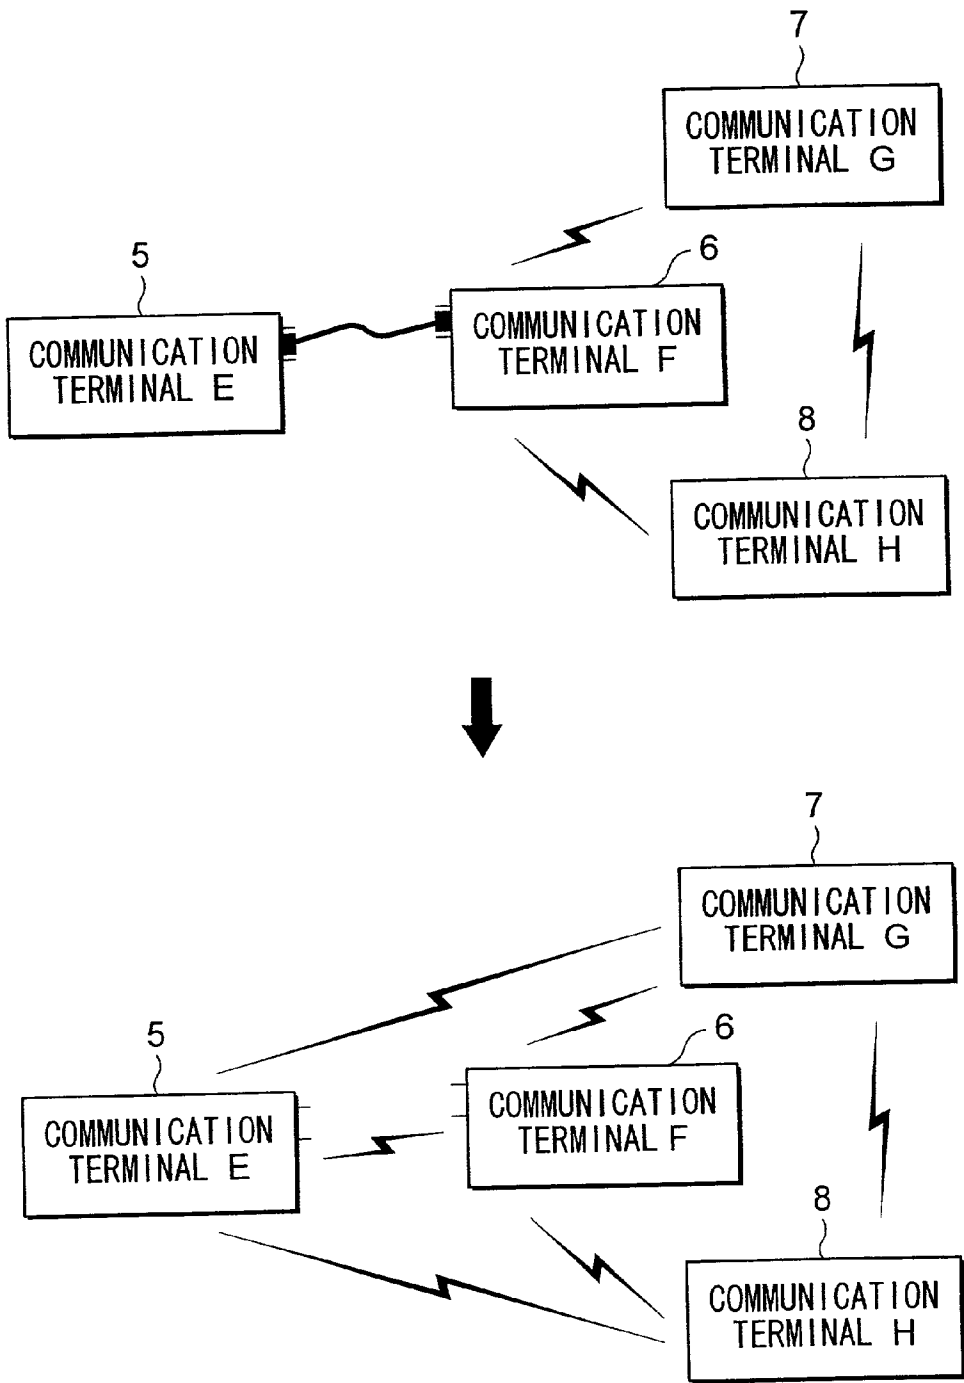 7
COMMUNICATION
TERMINAL G
5
6
COMMUNICATION
TERMINAL E
COMMUNICATION
TERMINAL F
8
COMMUNICATION
TERMINAL H
7
COMMUNICATION
TERMINAL G
5
6
COMMUNICATION
TERMINAL E
COMMUNICATION
TERMINAL F
8
COMMUNICATION
TERMINAL H